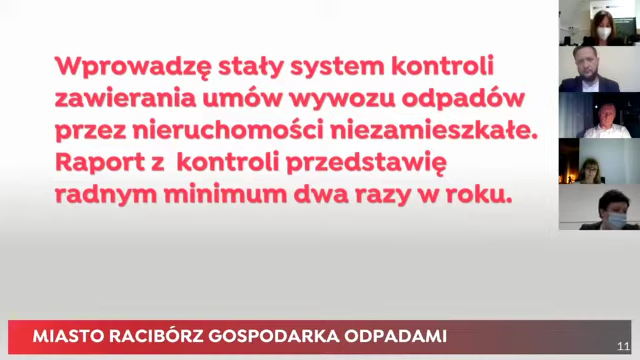 Wprowadzę stały system kontroli
zawierania umów wywozu odpadów
przez nieruchomości niezamieszkałe.
Raport z kontroli przedstawię
radnym minimum dwa razy w roku.
MIASTO RACIBÓRZ GOSPODARKA ODPADAMI
11